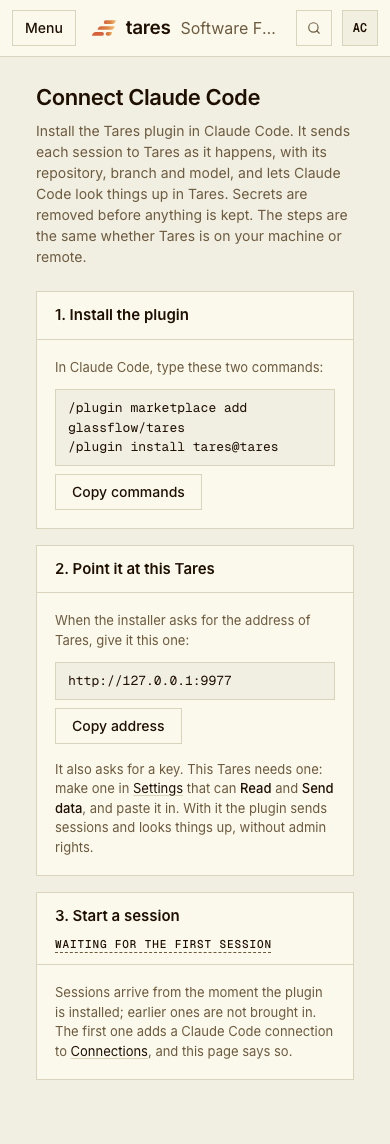 Menu
tares
Software F...
AC
Connect Claude Code
Install the Tares plugin in Claude Code. It sends
each session to Tares as it happens, with its
repository, branch and model, and lets Claude
Code look things up in Tares. Secrets are
removed before anything is kept. The steps are
the same whether Tares is on your machine or
remote.
1. Install the plugin
In Claude Code, type these two commands:
/plugin marketplace add
glassflow/tares
/plugin install tares@tares
Copy commands
2. Point it at this Tares
When the installer asks for the address of
Tares, give it this one:
http://127.0.0.1:9977
Copy address
It also asks for a key. This Tares needs one:
make one in Settings that can Read and Send
data, and paste it in. With it the plugin sends
sessions and looks things up, without admin
rights.
3. Start a session
WAITING FOR THE FIRST SESSION
Sessions arrive from the moment the plugin
is installed; earlier ones are not brought in.
The first one adds a Claude Code connection
to Connections, and this page says so.